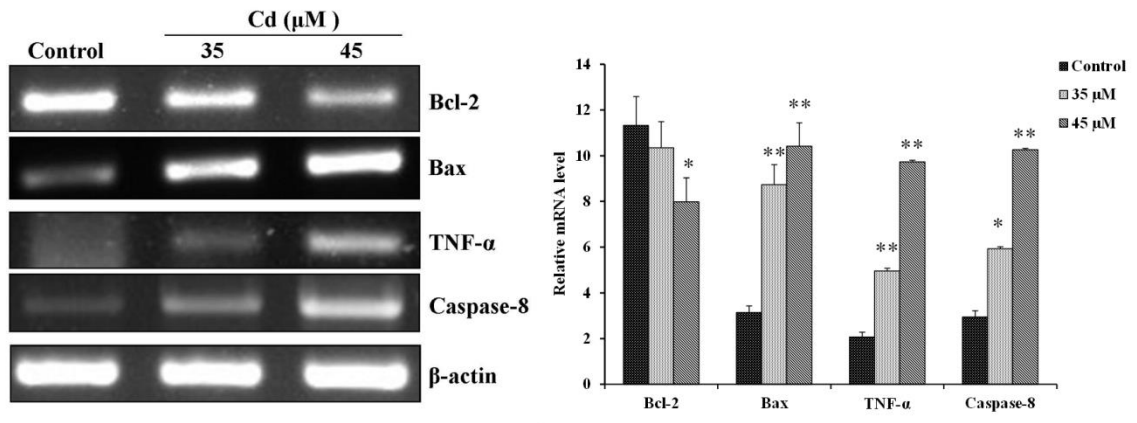 Cd (μM )
Control 35 45
Bcl-2
Bax
TNF-α
Caspase-8
β-actin
Relative mRNA level
14
12
10
8
6
4
2
0
*
**
**
**
**
*
**
Bcl-2 Bax TNF-α Caspase-8
Control
35 μM
45 μM